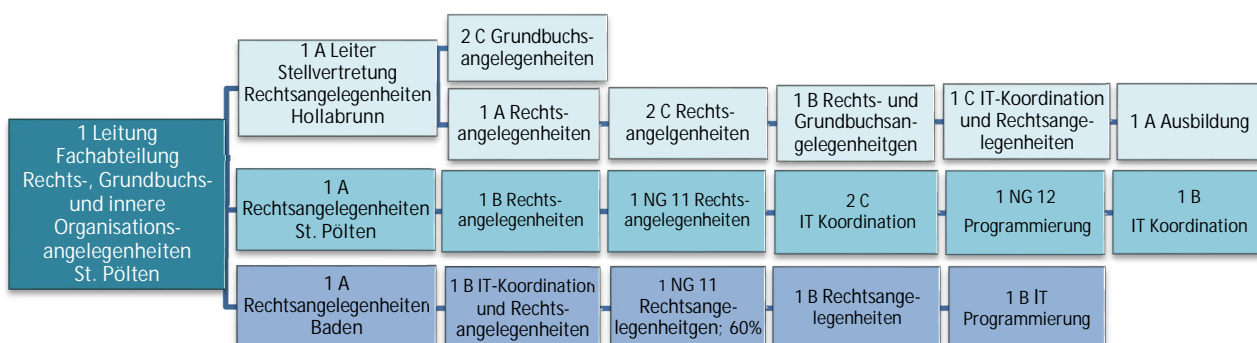 1 Leitung
Fachabteilung
Rechts-, Grundbuchs-
und innere
Organisations-
angelegenheiten
St. Pölten
1 A Leiter
Stellvertretung
Rechtsangelegenheiten
Hollabrunn
2 C Grundbuchs-
angelegenheiten
1 A Rechts-
angelegenheiten
2 C Rechts-
angelgenheiten
1 B Rechts- und
Grundbuchsan-
gelegenheitgen
1 C IT-Koordination
und Rechtsange-
legenheiten
1 A Ausbildung
1 A
Rechtsangelegenheiten
St. Pölten
1 B Rechts-
angelegenheiten
1 NG 11 Rechts-
angelegenheiten
2 C
IT Koordination
1 NG 12
Programmierung
1 B
IT Koordination
1 A
Rechtsangelegenheiten
Baden
1 B IT-Koordination
und Rechts-
angelegenheiten
1 NG 11
Rechtsange-
legenheitgen; 60%
1 B Rechtsange-
legenheiten
1 B IT
Programmierung